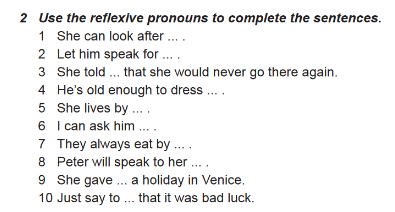 2 Use the reflexive pronouns to complete the sentences.
1 She can look after ... .
2 Let him speak for ... .
3 She told ... that she would never go there again.
4 He's old enough to dress ... .
5 She lives by ... .
6 I can ask him ... .
7 They always eat by ... .
8 Peter will speak to her ... .
9 She gave ... a holiday in Venice.
10 Just say to ... that it was bad luck.